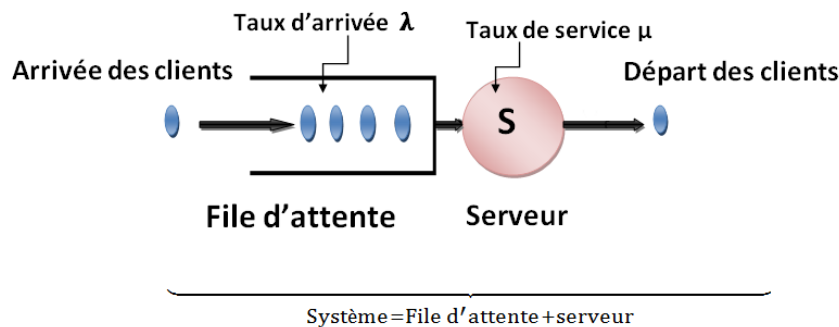 Taux d'arrivée λ
Taux de service μ
Arrivée des clients
Départ des clients
S
File d'attente
Serveur
Système=File d'attente+serveur